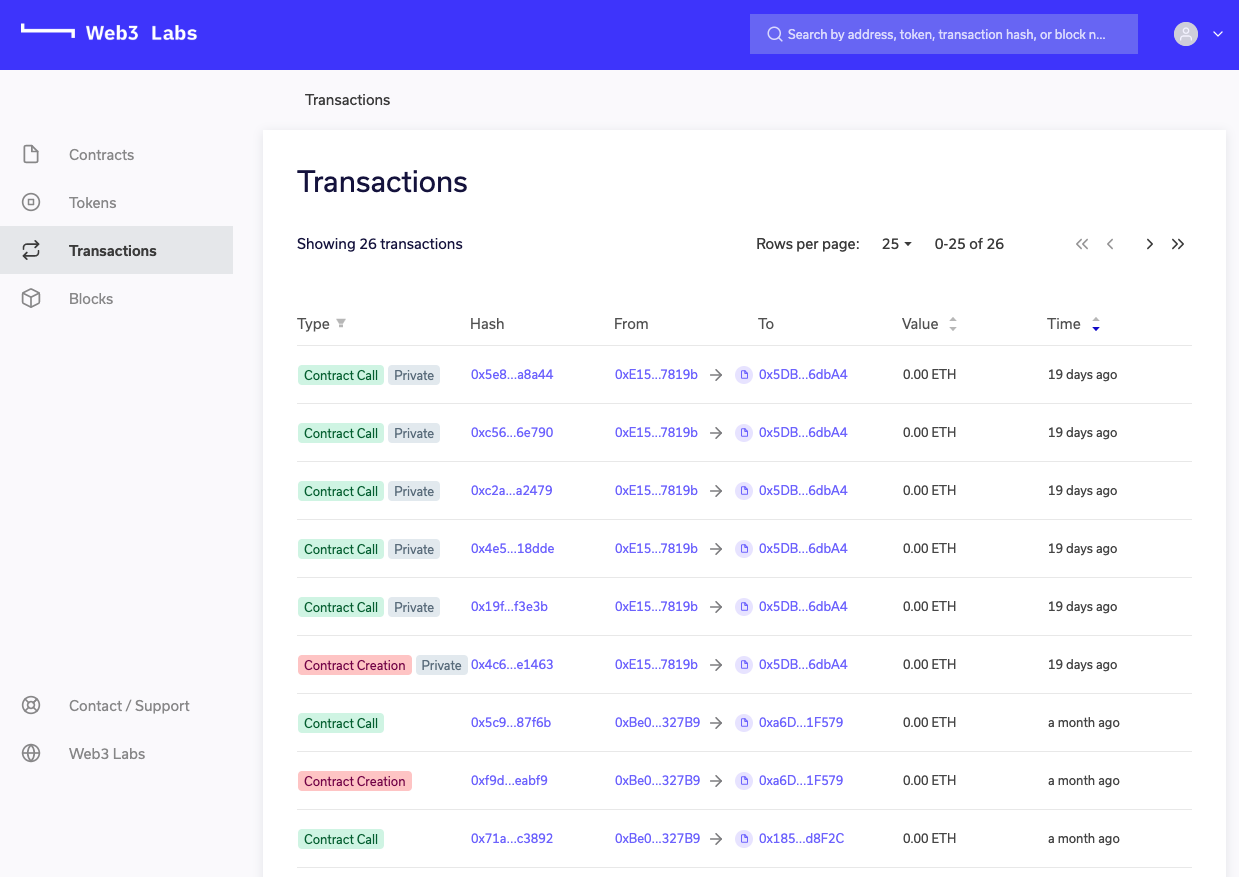 Web3 Labs
Search by address, token, transaction hash, or block n...
Transactions
Contracts
Tokens
Transactions
Blocks
Contact / Support
Web3 Labs
Transactions
Showing 26 transactions
Rows per page: 25 0-25 of 26
Type Hash From To Value Time
Contract Call Private 0x5e8...a8a44 0xE15...7819b 0x5DB...6dbA4 0.00 ETH 19 days ago
Contract Call Private 0xc56...6e790 0xE15...7819b 0x5DB...6dbA4 0.00 ETH 19 days ago
Contract Call Private 0xc2a...a2479 0xE15...7819b 0x5DB...6dbA4 0.00 ETH 19 days ago
Contract Call Private 0x4e5...18dde 0xE15...7819b 0x5DB...6dbA4 0.00 ETH 19 days ago
Contract Call Private 0x19f...f3e3b 0xE15...7819b 0x5DB...6dbA4 0.00 ETH 19 days ago
Contract Creation Private 0x4c6...e1463 0xE15...7819b 0x5DB...6dbA4 0.00 ETH 19 days ago
Contract Call 0x5c9...87f6b 0xBe0...327B9 0xa6D...1F579 0.00 ETH a month ago
Contract Creation 0xf9d...eabf9 0xBe0...327B9 0xa6D...1F579 0.00 ETH a month ago
Contract Call 0x71a...c3892 0xBe0...327B9 0x185...d8F2C 0.00 ETH a month ago